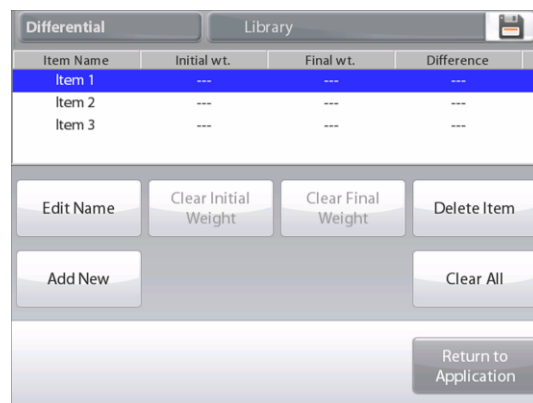 Differential Library
Item Name Initial wt. Final wt. Difference
Item 1 --- --- ---
Item 2 --- --- ---
Item 3 --- --- ---
Edit Name Clear Initial Weight Clear Final Weight Delete Item
Add New Clear All
Return to
Application